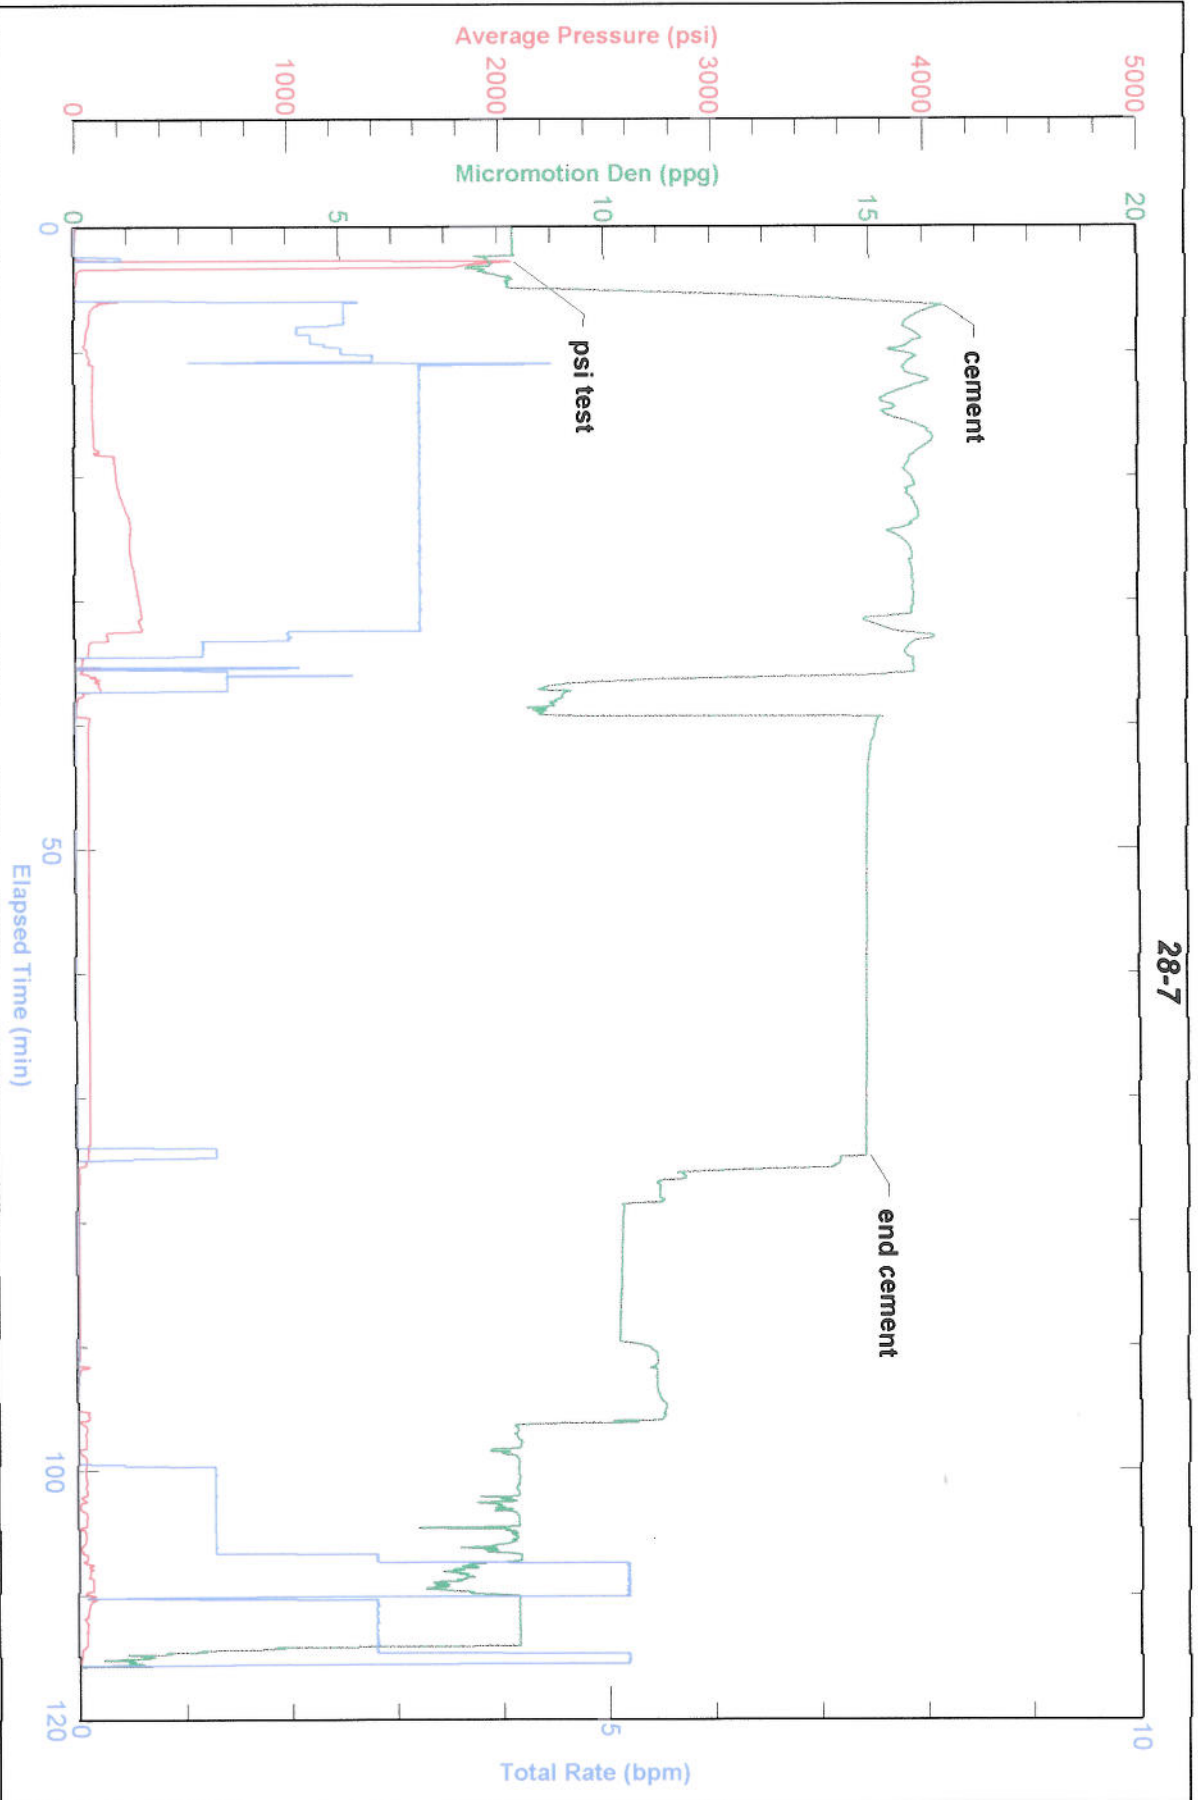 28-7
Average Pressure (psi)
0
1000
2000
3000
4000
5000
Micromotion Den (ppg)
0
5
10
15
20
cement
psi test
end cement
0
50
100
120
Elapsed Time (min)
0
5
10
Total Rate (bpm)